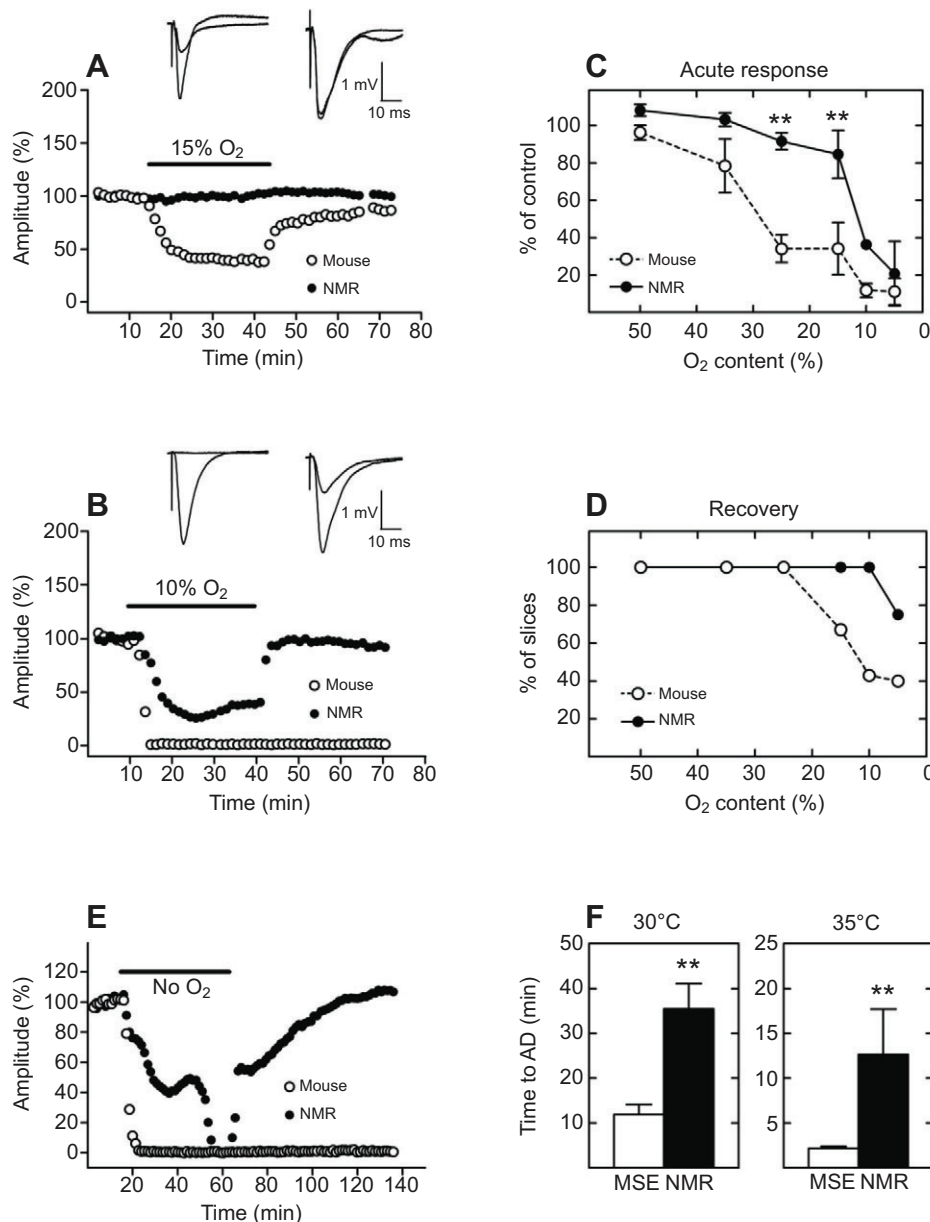 A
1 mV
10 ms
200
150
100
50
0
Amplitude (%)
15% O2
Mouse
NMR
10 20 30 40 50 60 70 80
Time (min)
C
Acute response
100
80
60
40
20
% of control
** **
Mouse
NMR
50 40 30 20 10 0
O2 content (%)
B
1 mV
10 ms
200
150
100
50
0
Amplitude (%)
10% O2
Mouse
NMR
10 20 30 40 50 60 70 80
Time (min)
D
Recovery
100
80
60
40
% of slices
Mouse
NMR
50 40 30 20 10 0
O2 content (%)
E
120
100
80
60
40
20
0
Amplitude (%)
No O2
Mouse
NMR
20 40 60 80 100 120 140
Time (min)
F
30°C
50
40
30
20
10
Time to AD (min)
**
MSE NMR
35°C
25
20
15
10
5
**
MSE NMR